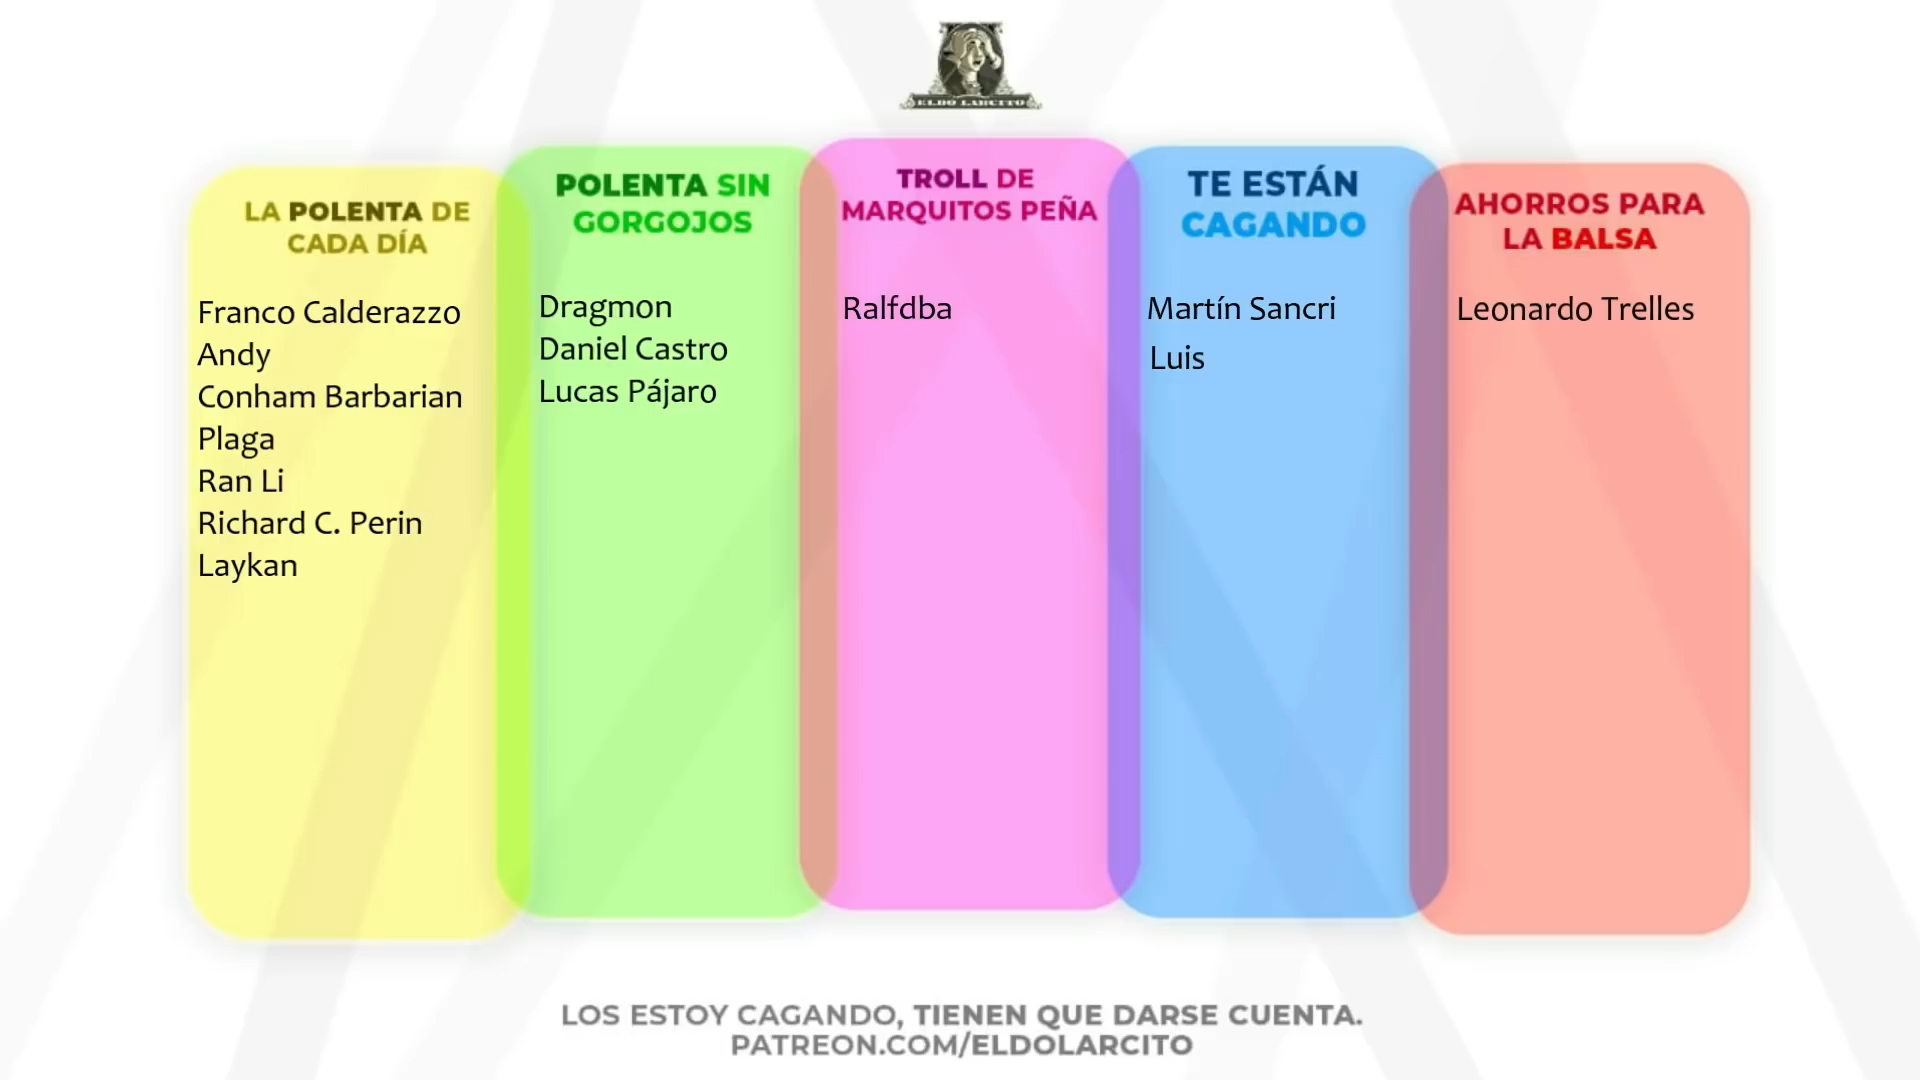 ELDO LARCITO
LA POLENTA DE
CADA DÍA
Franco Calderazzo
Andy
Conham Barbarian
Plaga
Ran Li
Richard C. Perin
Laykan
POLENTA SIN
GORGOJOS
Dragmon
Daniel Castro
Lucas Pájaro
TROLL DE
MARQUITOS PEÑA
Ralfdba
TE ESTÁN
CAGANDO
Martín Sancri
Luis
AHORROS PARA
LA BALSA
Leonardo Trelles
LOS ESTOY CAGANDO, TIENEN QUE DARSE CUENTA.
PATREON.COM/ELDOLARCITO